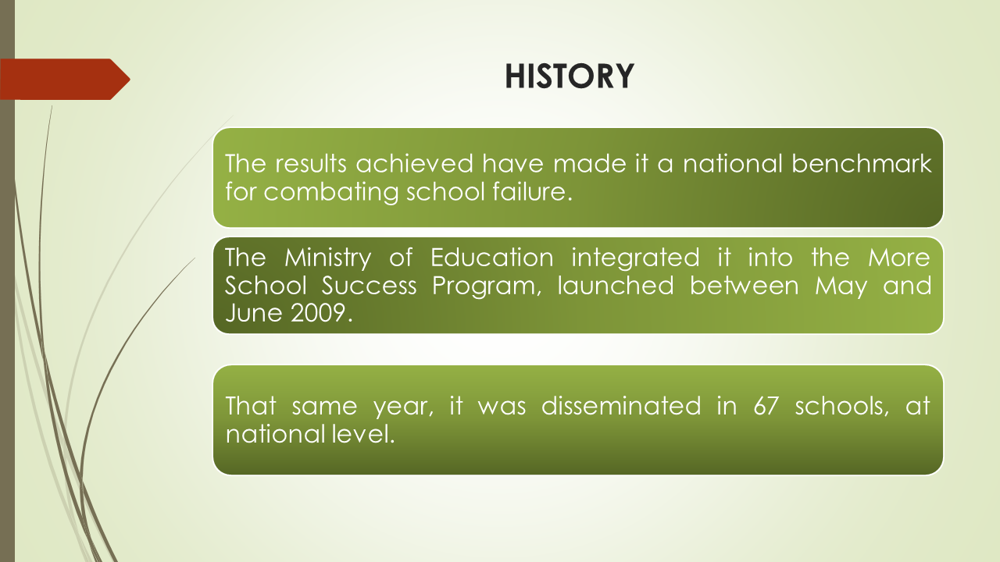 HISTORY
The results achieved have made it a national benchmark
for combating school failure.
The Ministry of Education integrated it into the More
School Success Program, launched between May and
June 2009.
That same year, it was disseminated in 67 schools, at
national level.